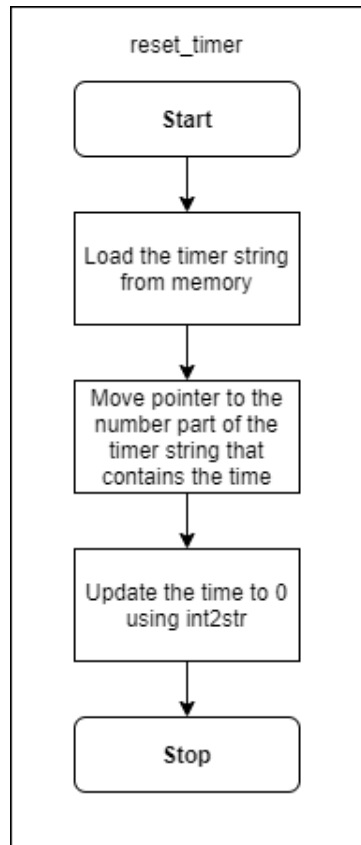 reset_timer
Start
Load the timer string
from memory
Move pointer to the
number part of the
timer string that
contains the time
Update the time to 0
using int2str
Stop